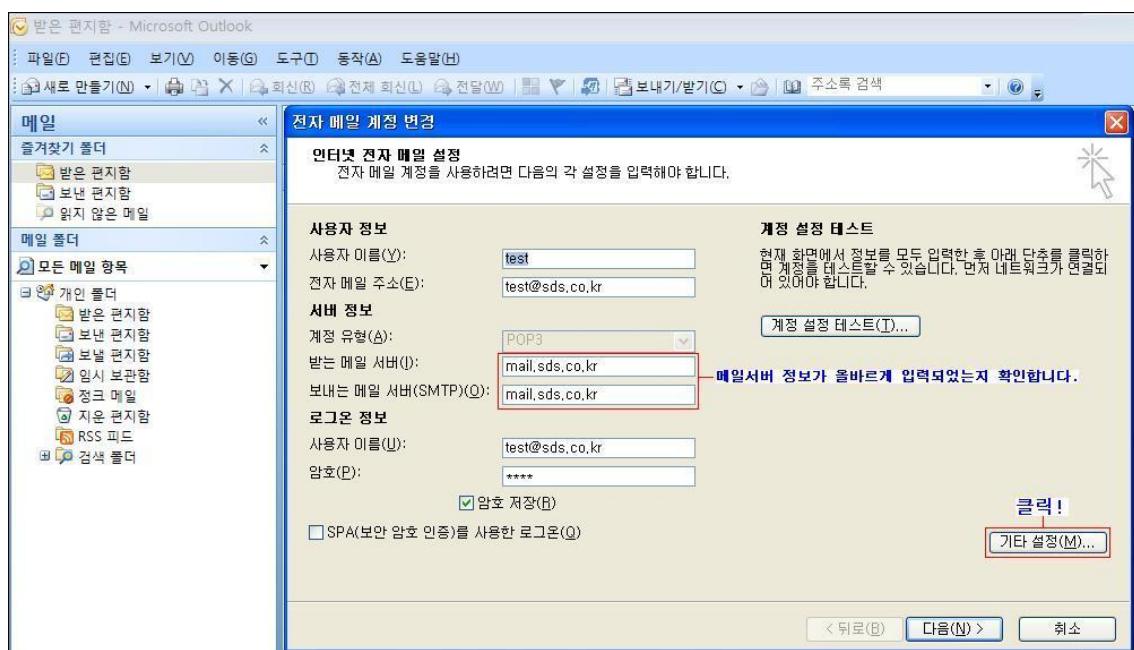 받은 편지함 - Microsoft Outlook
파일(F) 편집(E) 보기(V) 이동(G) 도구(T) 동작(A) 도움말(H)
새로 만들기(N) 회신(R) 전체 회신(L) 전달(W) 보내기/받기(C) 주소록 검색
메일
즐겨찾기 폴더
받은 편지함
보낸 편지함
읽지 않은 메일
메일 폴더
모든 메일 항목
개인 폴더
받은 편지함
보낸 편지함
보낼 편지함
임시 보관함
정크 메일
지운 편지함
RSS 피드
검색 폴더
전자 메일 계정 변경
인터넷 전자 메일 설정
전자 메일 계정을 사용하려면 다음의 각 설정을 입력해야 합니다.
사용자 정보
사용자 이름(Y): test
전자 메일 주소(E): test@sds.co.kr
서버 정보
계정 유형(A): POP3
받는 메일 서버(I): mail.sds.co.kr
보내는 메일 서버(SMTP)(O): mail.sds.co.kr
로그온 정보
사용자 이름(U): test@sds.co.kr
암호(P): ****
암호 저장(R)
SPA(보안 암호 인증)를 사용한 로그온(Q)
계정 설정 테스트
현재 화면에서 정보를 모두 입력한 후 아래 단추를 클릭하
면 계정을 테스트할 수 있습니다. 먼저 네트워크가 연결되
어 있어야 합니다.
계정 설정 테스트(T)...
메일서버 정보가 올바르게 입력되었는지 확인합니다.
클릭!
기타 설정(M)...
< 뒤로(B) 다음(N) > 취소